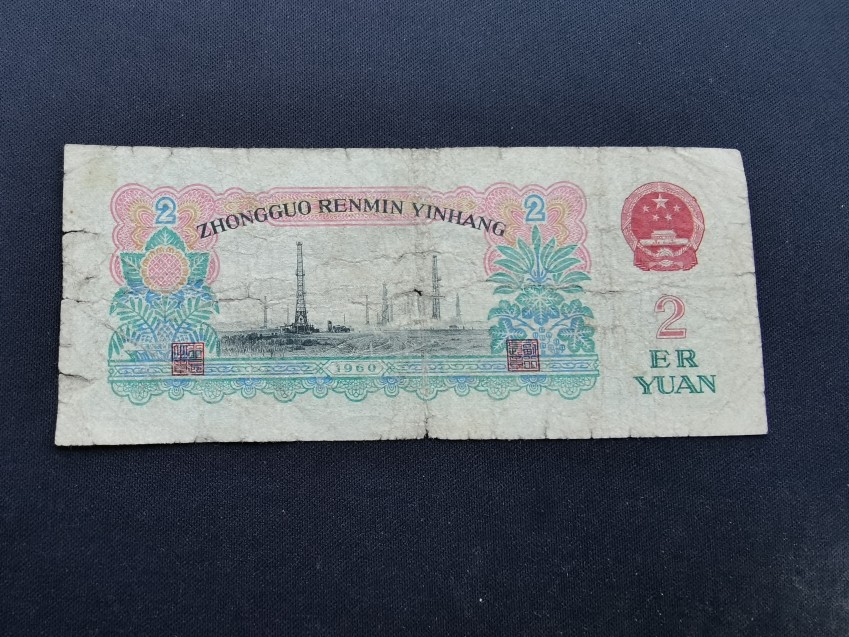 2
2
ZHONGGUO RENMIN YINHANG
2
ER
YUAN
1960